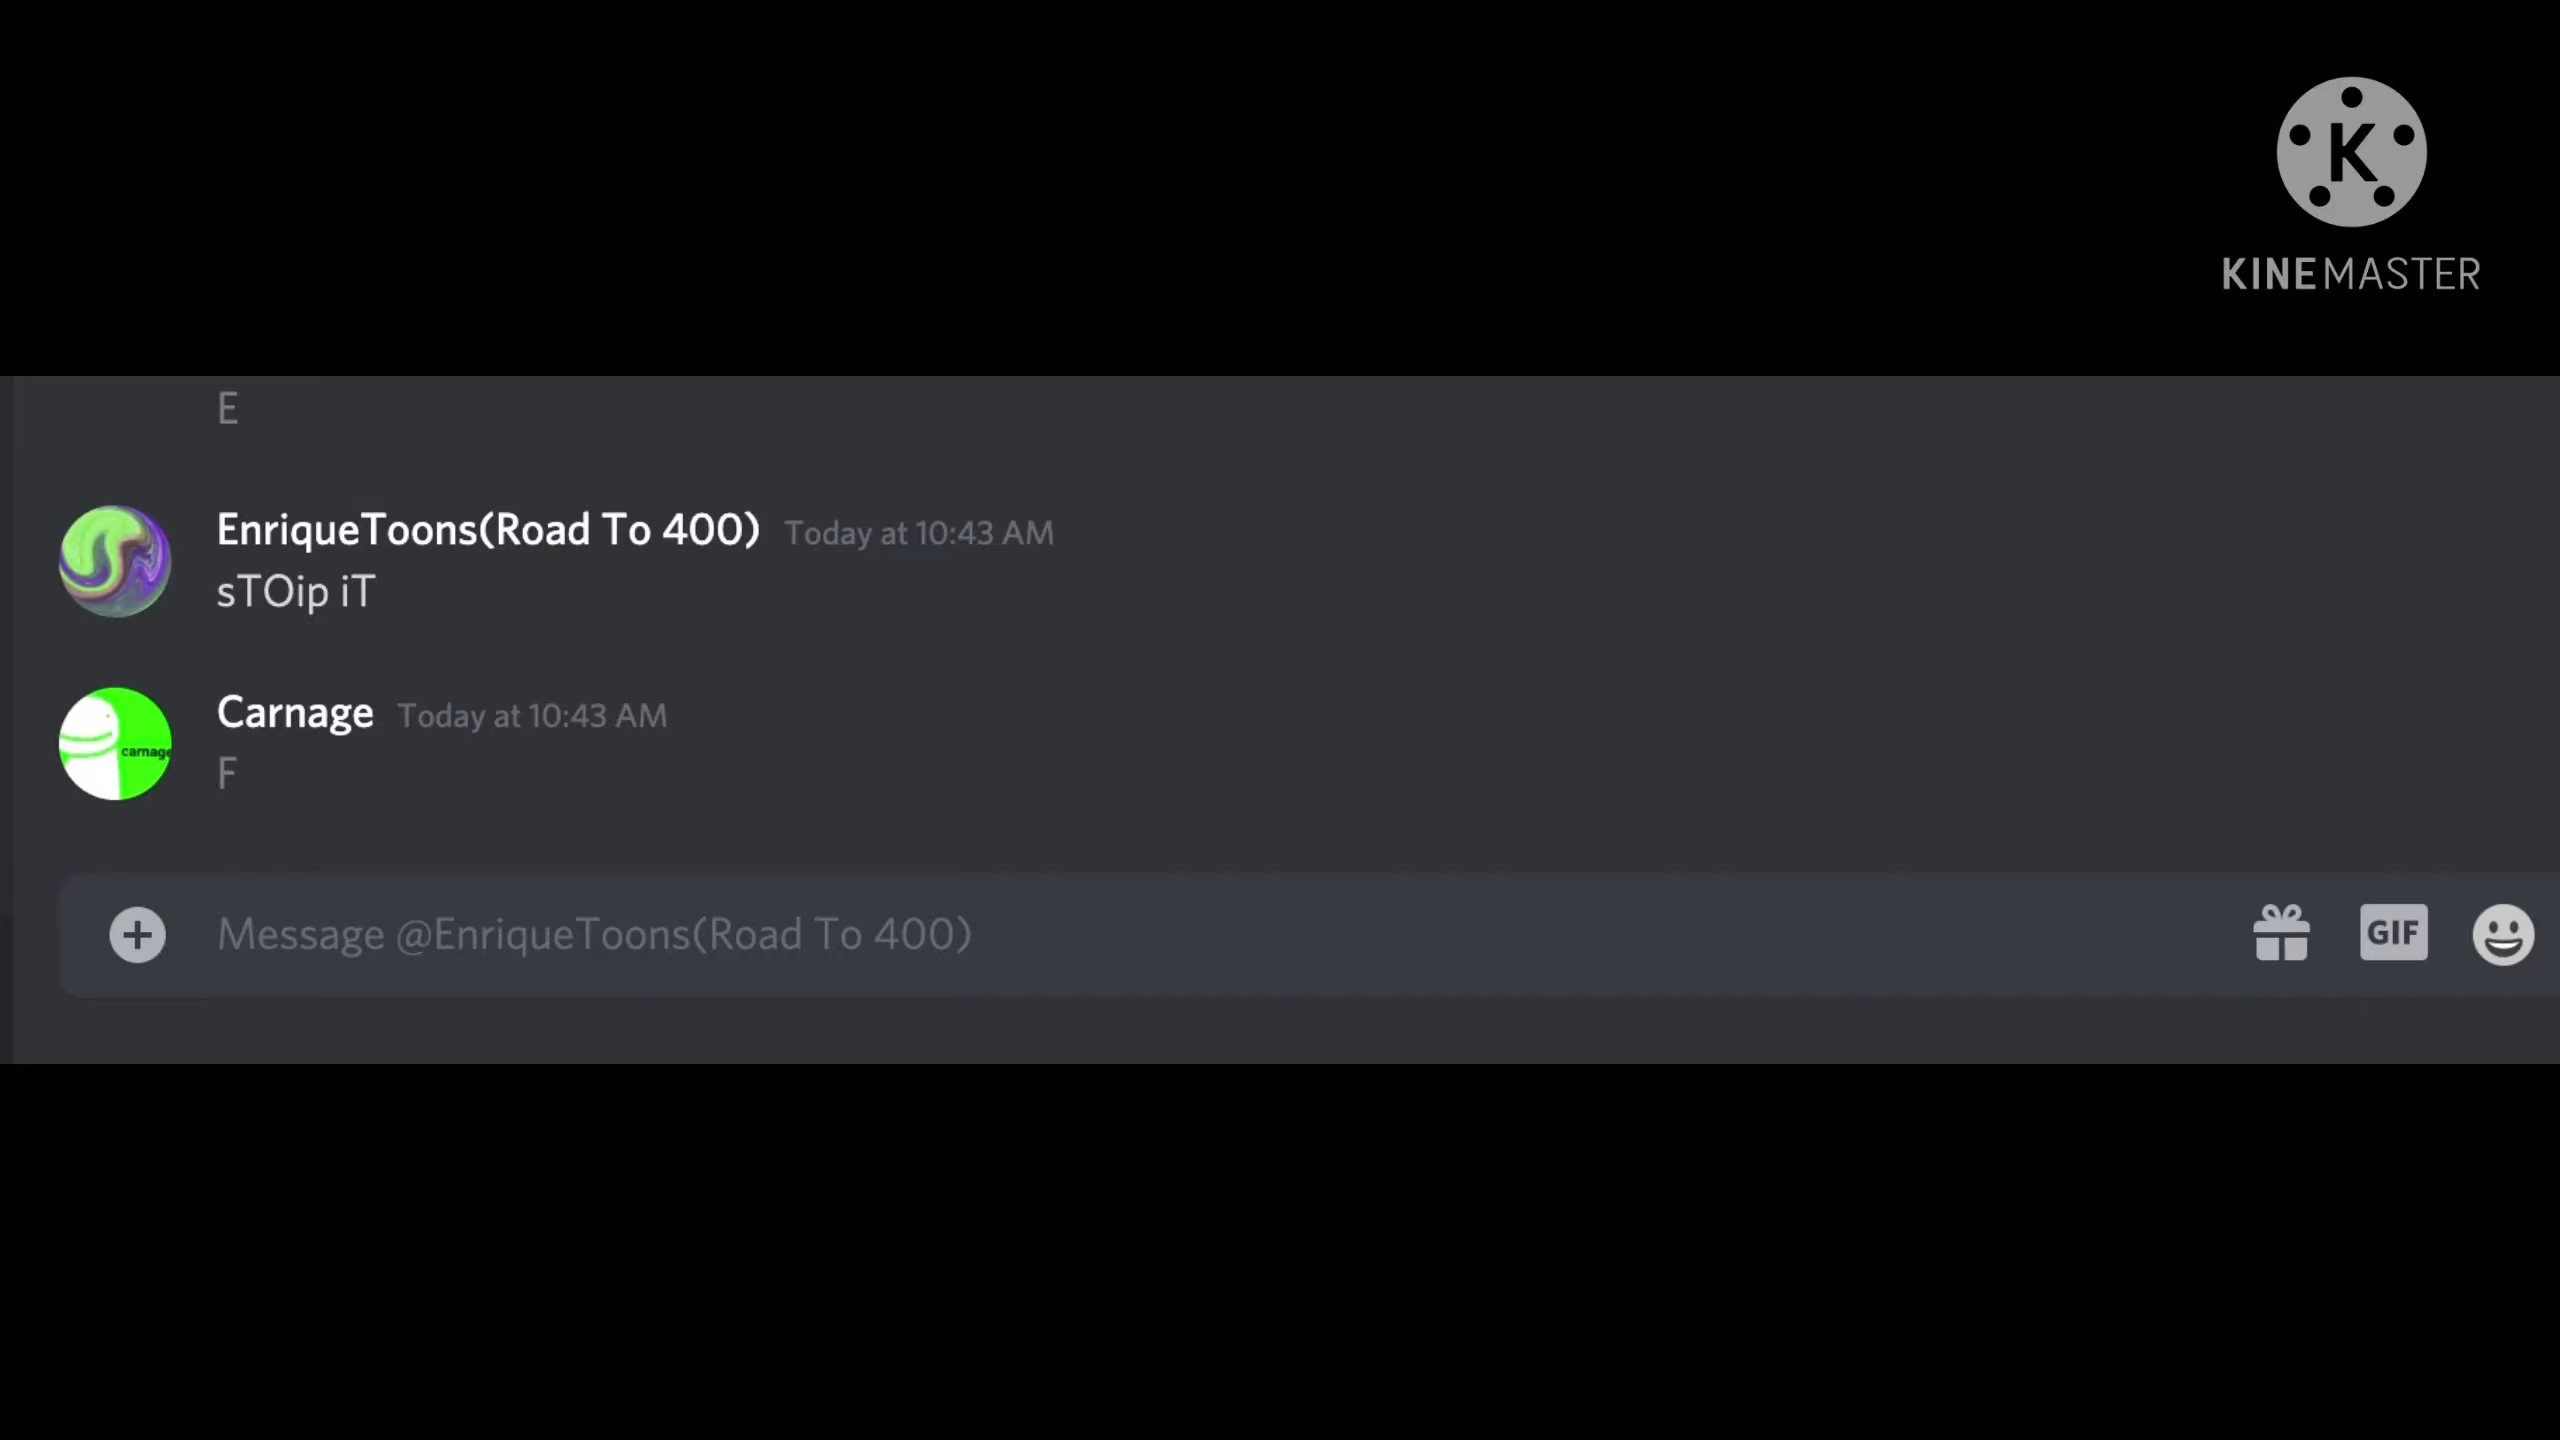 K
KINEMASTER
E
EnriqueToons(Road To 400) Today at 10:43 AM
sTOip iT
Carnage Today at 10:43 AM
carnage
F
Message @EnriqueToons(Road To 400)
GIF